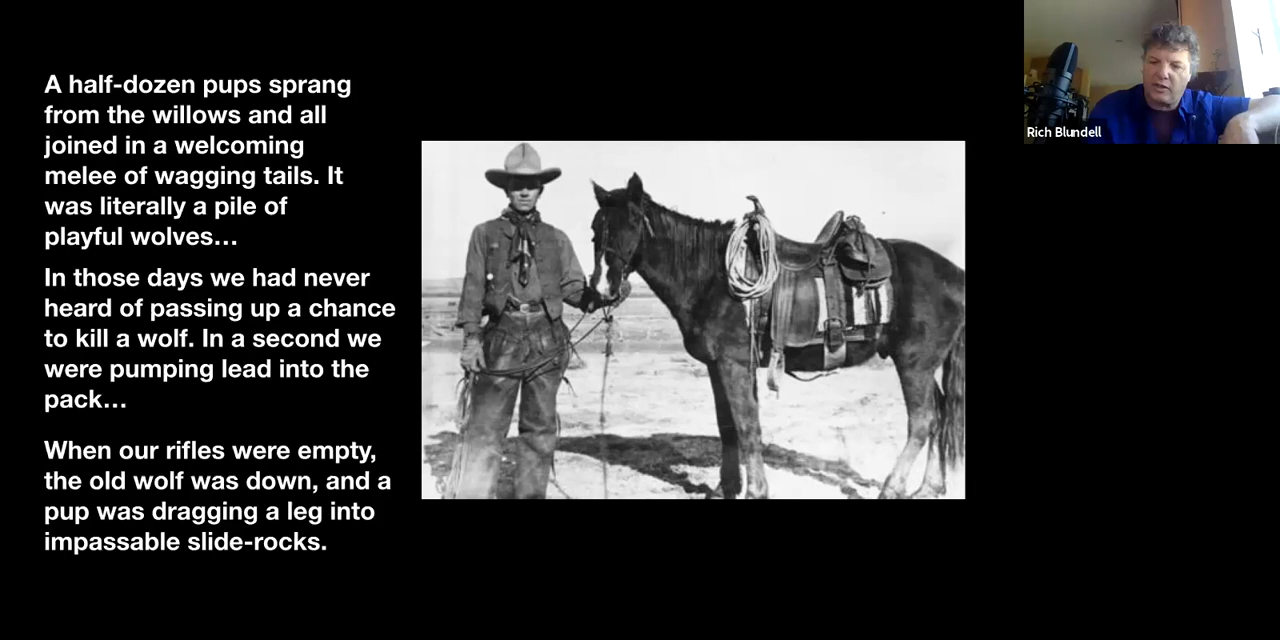 A half-dozen pups sprang
from the willows and all
joined in a welcoming
melee of wagging tails. It
was literally a pile of
playful wolves...
In those days we had never
heard of passing up a chance
to kill a wolf. In a second we
were pumping lead into the
pack...
When our rifles were empty,
the old wolf was down, and a
pup was dragging a leg into
impassable slide-rocks.
Rich Blundell